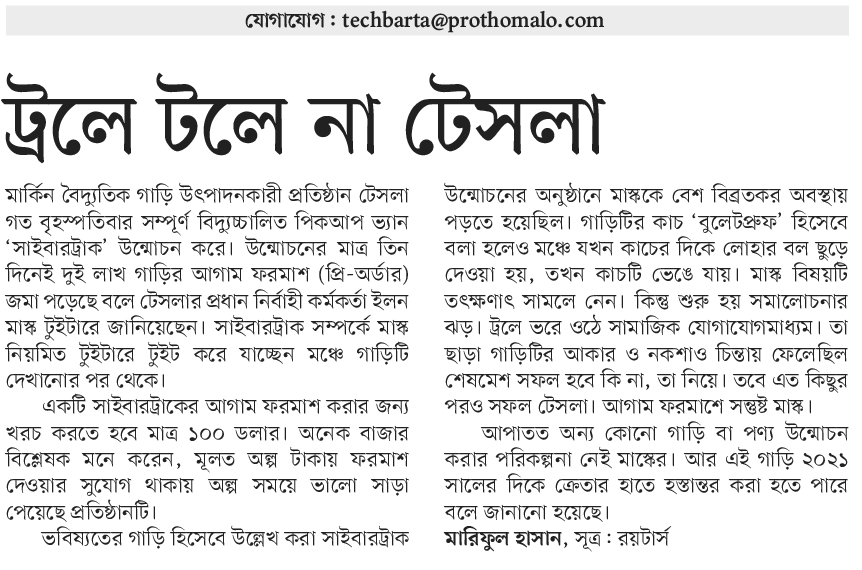 যোগাযোগ : techbarta@prothomalo.com
ট্রলে টলে না টেসলা
মার্কিন বৈদ্যুতিক গাড়ি উৎপাদনকারী প্রতিষ্ঠান টেসলা
গত বৃহস্পতিবার সম্পূর্ণ বিদ্যুচ্চালিত পিকআপ ভ্যান
‘সাইবারট্রাক’ উন্মোচন করে। উন্মোচনের মাত্র তিন
দিনেই দুই লাখ গাড়ির আগাম ফরমাশ (প্রি-অর্ডার)
জমা পড়েছে বলে টেসলার প্রধান নির্বাহী কর্মকর্তা ইলন
মাস্ক টুইটারে জানিয়েছেন। সাইবারট্রাক সম্পর্কে মাস্ক
নিয়মিত টুইটারে টুইট করে যাচ্ছেন মঞ্চে গাড়িটি
দেখানোর পর থেকে।
একটি সাইবারট্রাকের আগাম ফরমাশ করার জন্য
খরচ করতে হবে মাত্র ১০০ ডলার। অনেক বাজার
বিশ্লেষক মনে করেন, মূলত অল্প টাকায় ফরমাশ
দেওয়ার সুযোগ থাকায় অল্প সময়ে ভালো সাড়া
পেয়েছে প্রতিষ্ঠানটি।
ভবিষ্যতের গাড়ি হিসেবে উল্লেখ করা সাইবারট্রাক
উন্মোচনের অনুষ্ঠানে মাস্ককে বেশ বিব্রতকর অবস্থায়
পড়তে হয়েছিল। গাড়িটির কাচ ‘বুলেটপ্রুফ’ হিসেবে
বলা হলেও মঞ্চে যখন কাচের দিকে লোহার বল ছুড়ে
দেওয়া হয়, তখন কাচটি ভেঙে যায়। মাস্ক বিষয়টি
তৎক্ষণাৎ সামলে নেন। কিন্তু শুরু হয় সমালোচনার
ঝড়। ট্রলে ভরে ওঠে সামাজিক যোগাযোগমাধ্যম। তা
ছাড়া গাড়িটির আকার ও নকশাও চিন্তায় ফেলেছিল
শেষমেশ সফল হবে কি না, তা নিয়ে। তবে এত কিছুর
পরও সফল টেসলা। আগাম ফরমাশে সন্তুষ্ট মাস্ক।
আপাতত অন্য কোনো গাড়ি বা পণ্য উন্মোচন
করার পরিকল্পনা নেই মাস্কের। আর এই গাড়ি ২০২১
সালের দিকে ক্রেতার হাতে হস্তান্তর করা হতে পারে
বলে জানানো হয়েছে।
মারিফুল হাসান, সূত্র : রয়টার্স